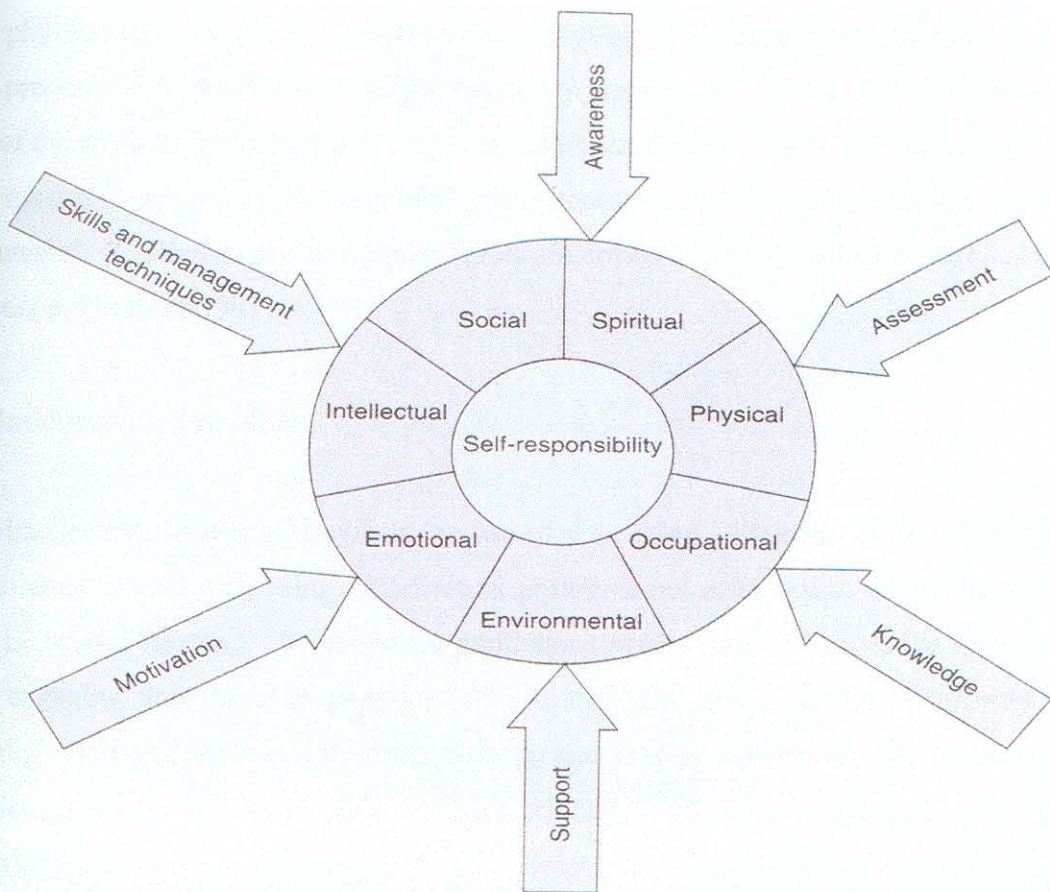 Awareness
Skills and management
techniques
Assessment
Social
Spiritual
Intellectual
Physical
Self-responsibility
Emotional
Occupational
Environmental
Motivation
Knowledge
Support